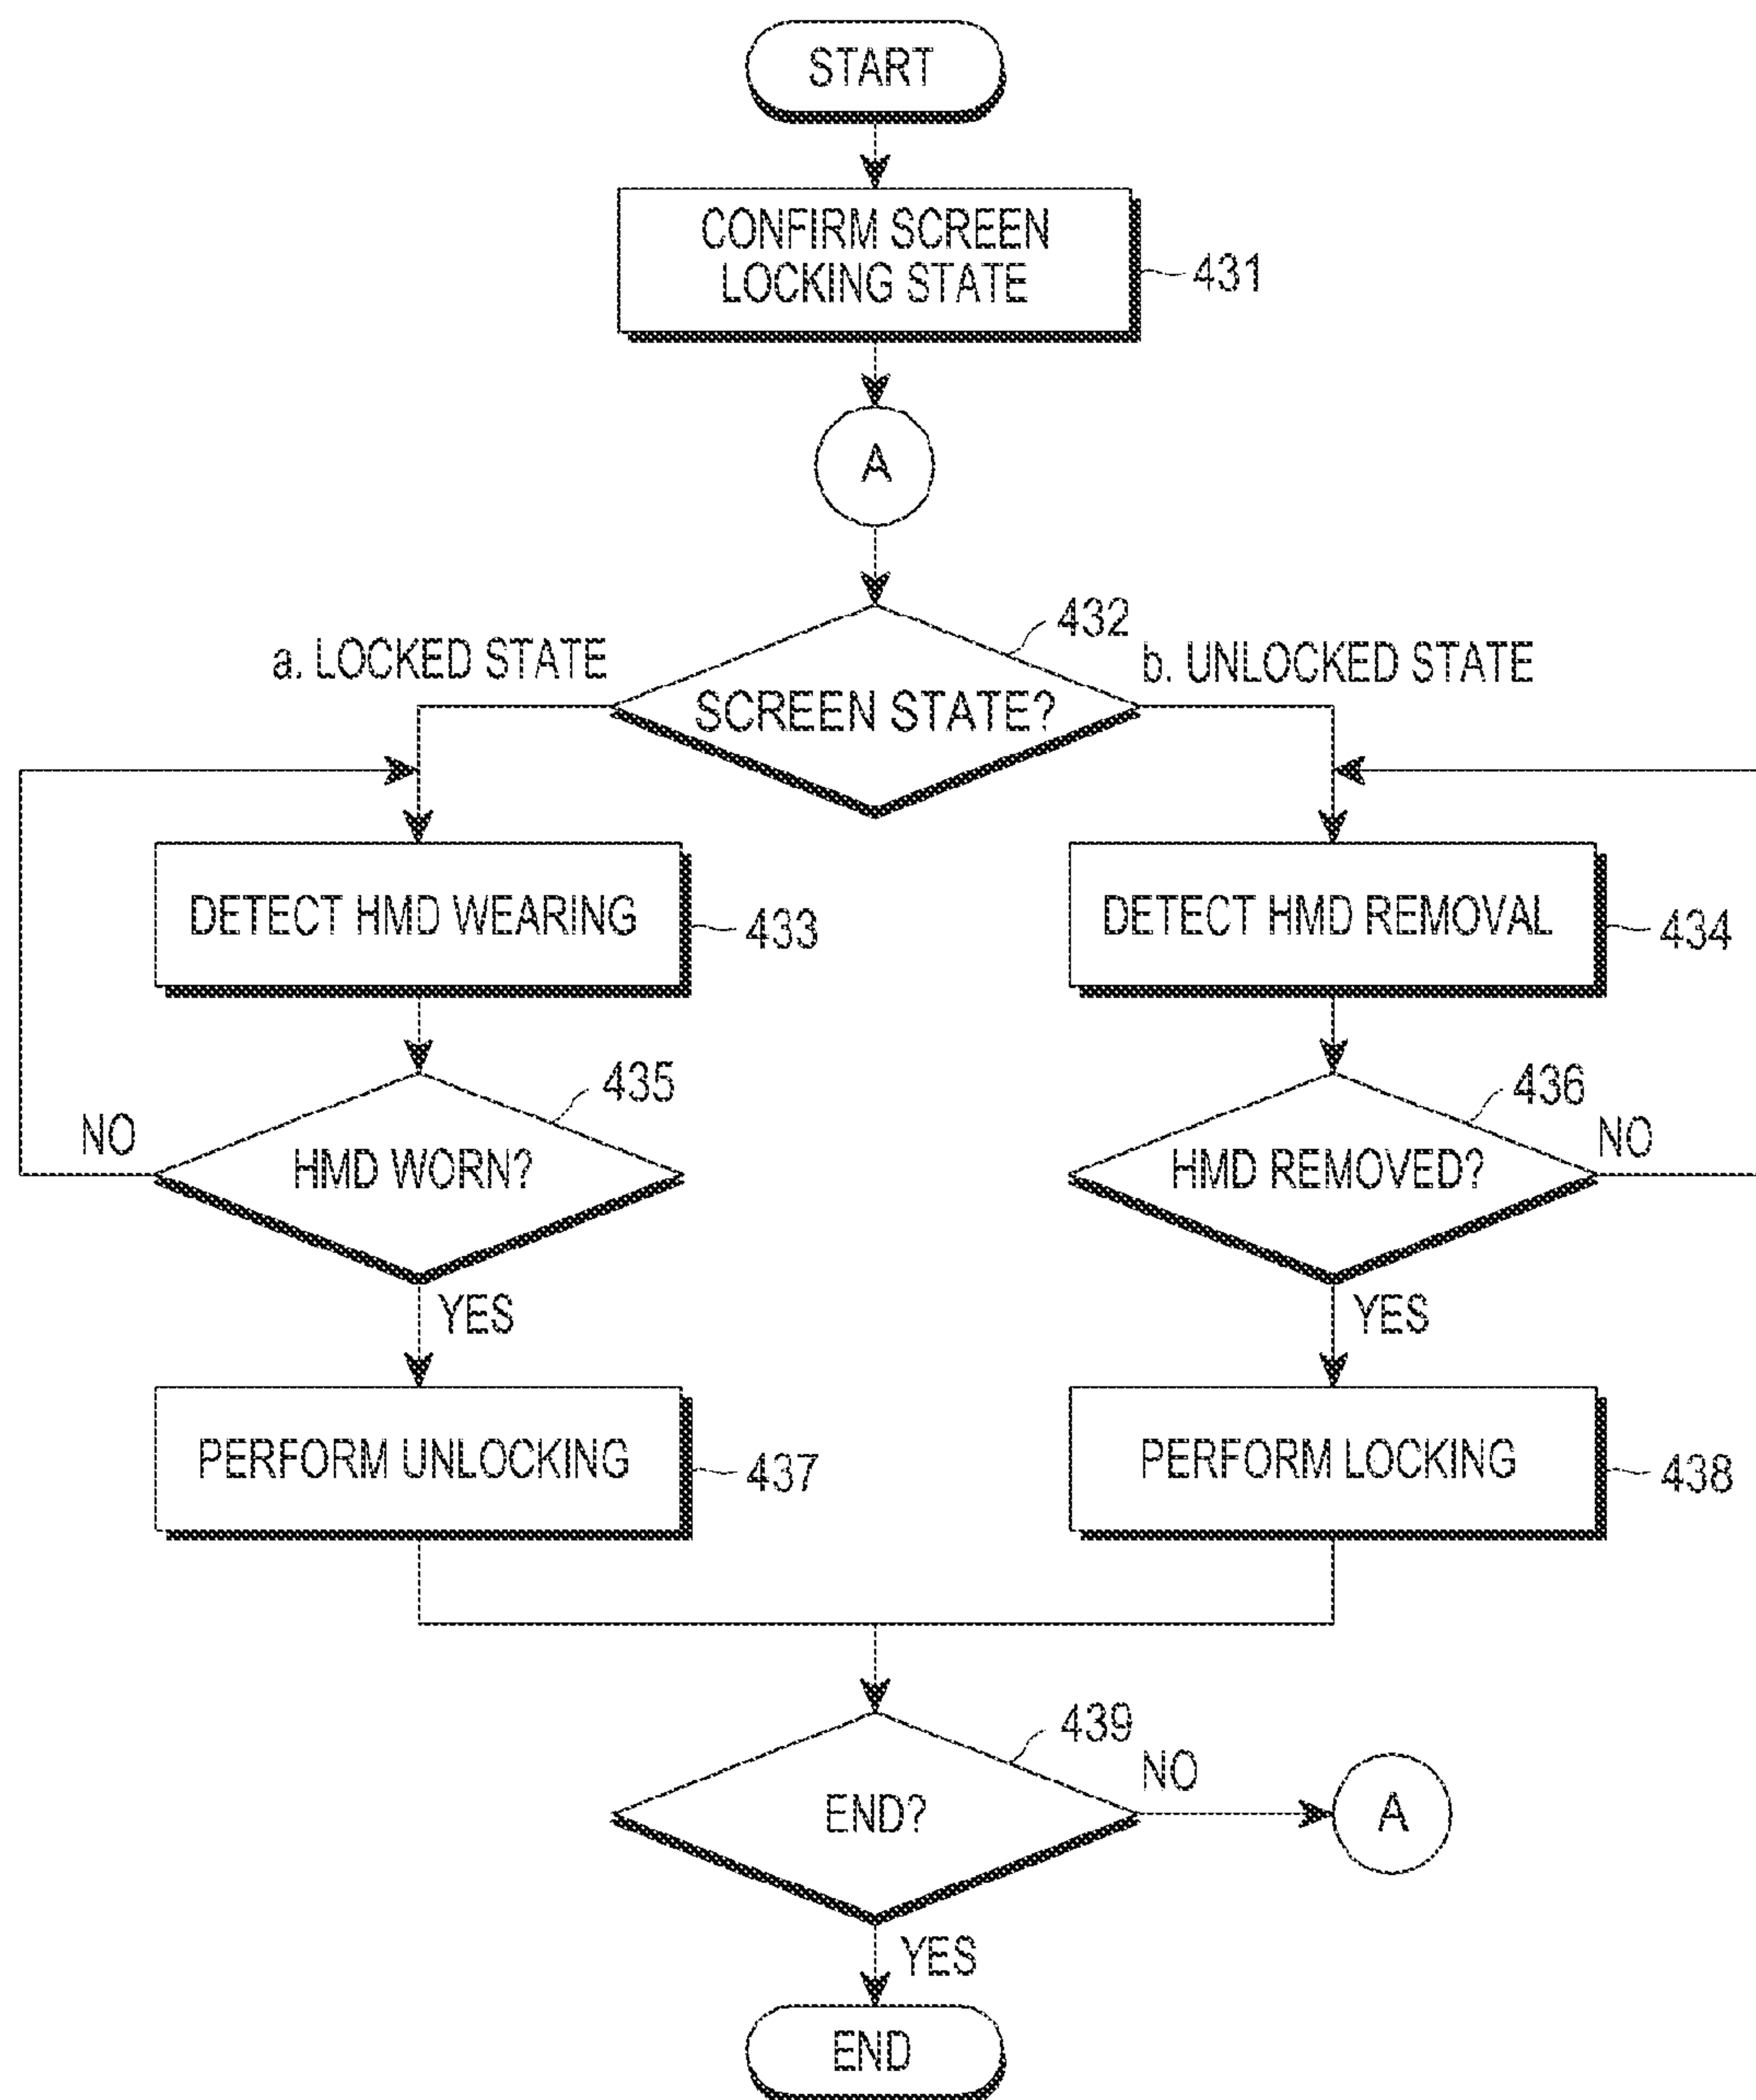 START
CONFIRM SCREEN
LOCKING STATE
431
A
432
a. LOCKED STATE
b. UNLOCKED STATE
SCREEN STATE?
DETECT HMD WEARING
433
DETECT HMD REMOVAL
434
435
436
NO
HMD WORN?
HMD REMOVED?
NO
YES
YES
PERFORM UNLOCKING
437
PERFORM LOCKING
438
439
NO
END?
A
YES
END